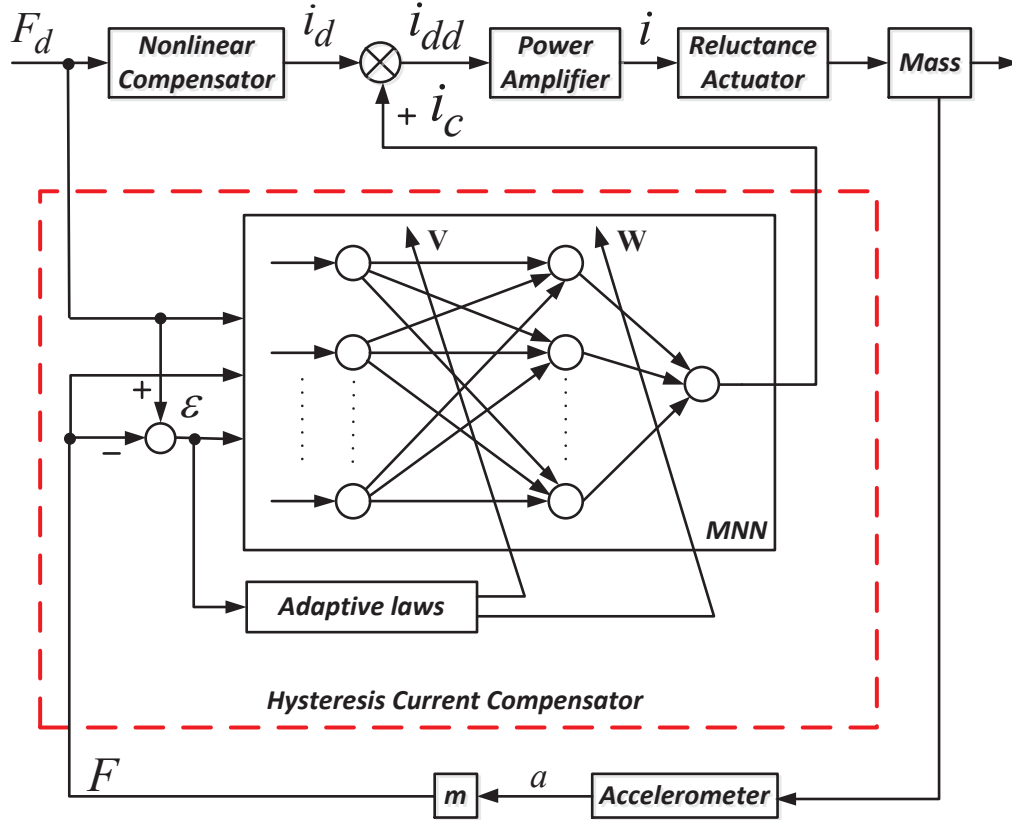 F_d
Nonlinear
Compensator
i_d
i_dd
Power
Amplifier
i
Reluctance
Actuator
Mass
+ i_c
V
W
+
ε
−
MNN
Adaptive laws
Hysteresis Current Compensator
F
m
a
Accelerometer